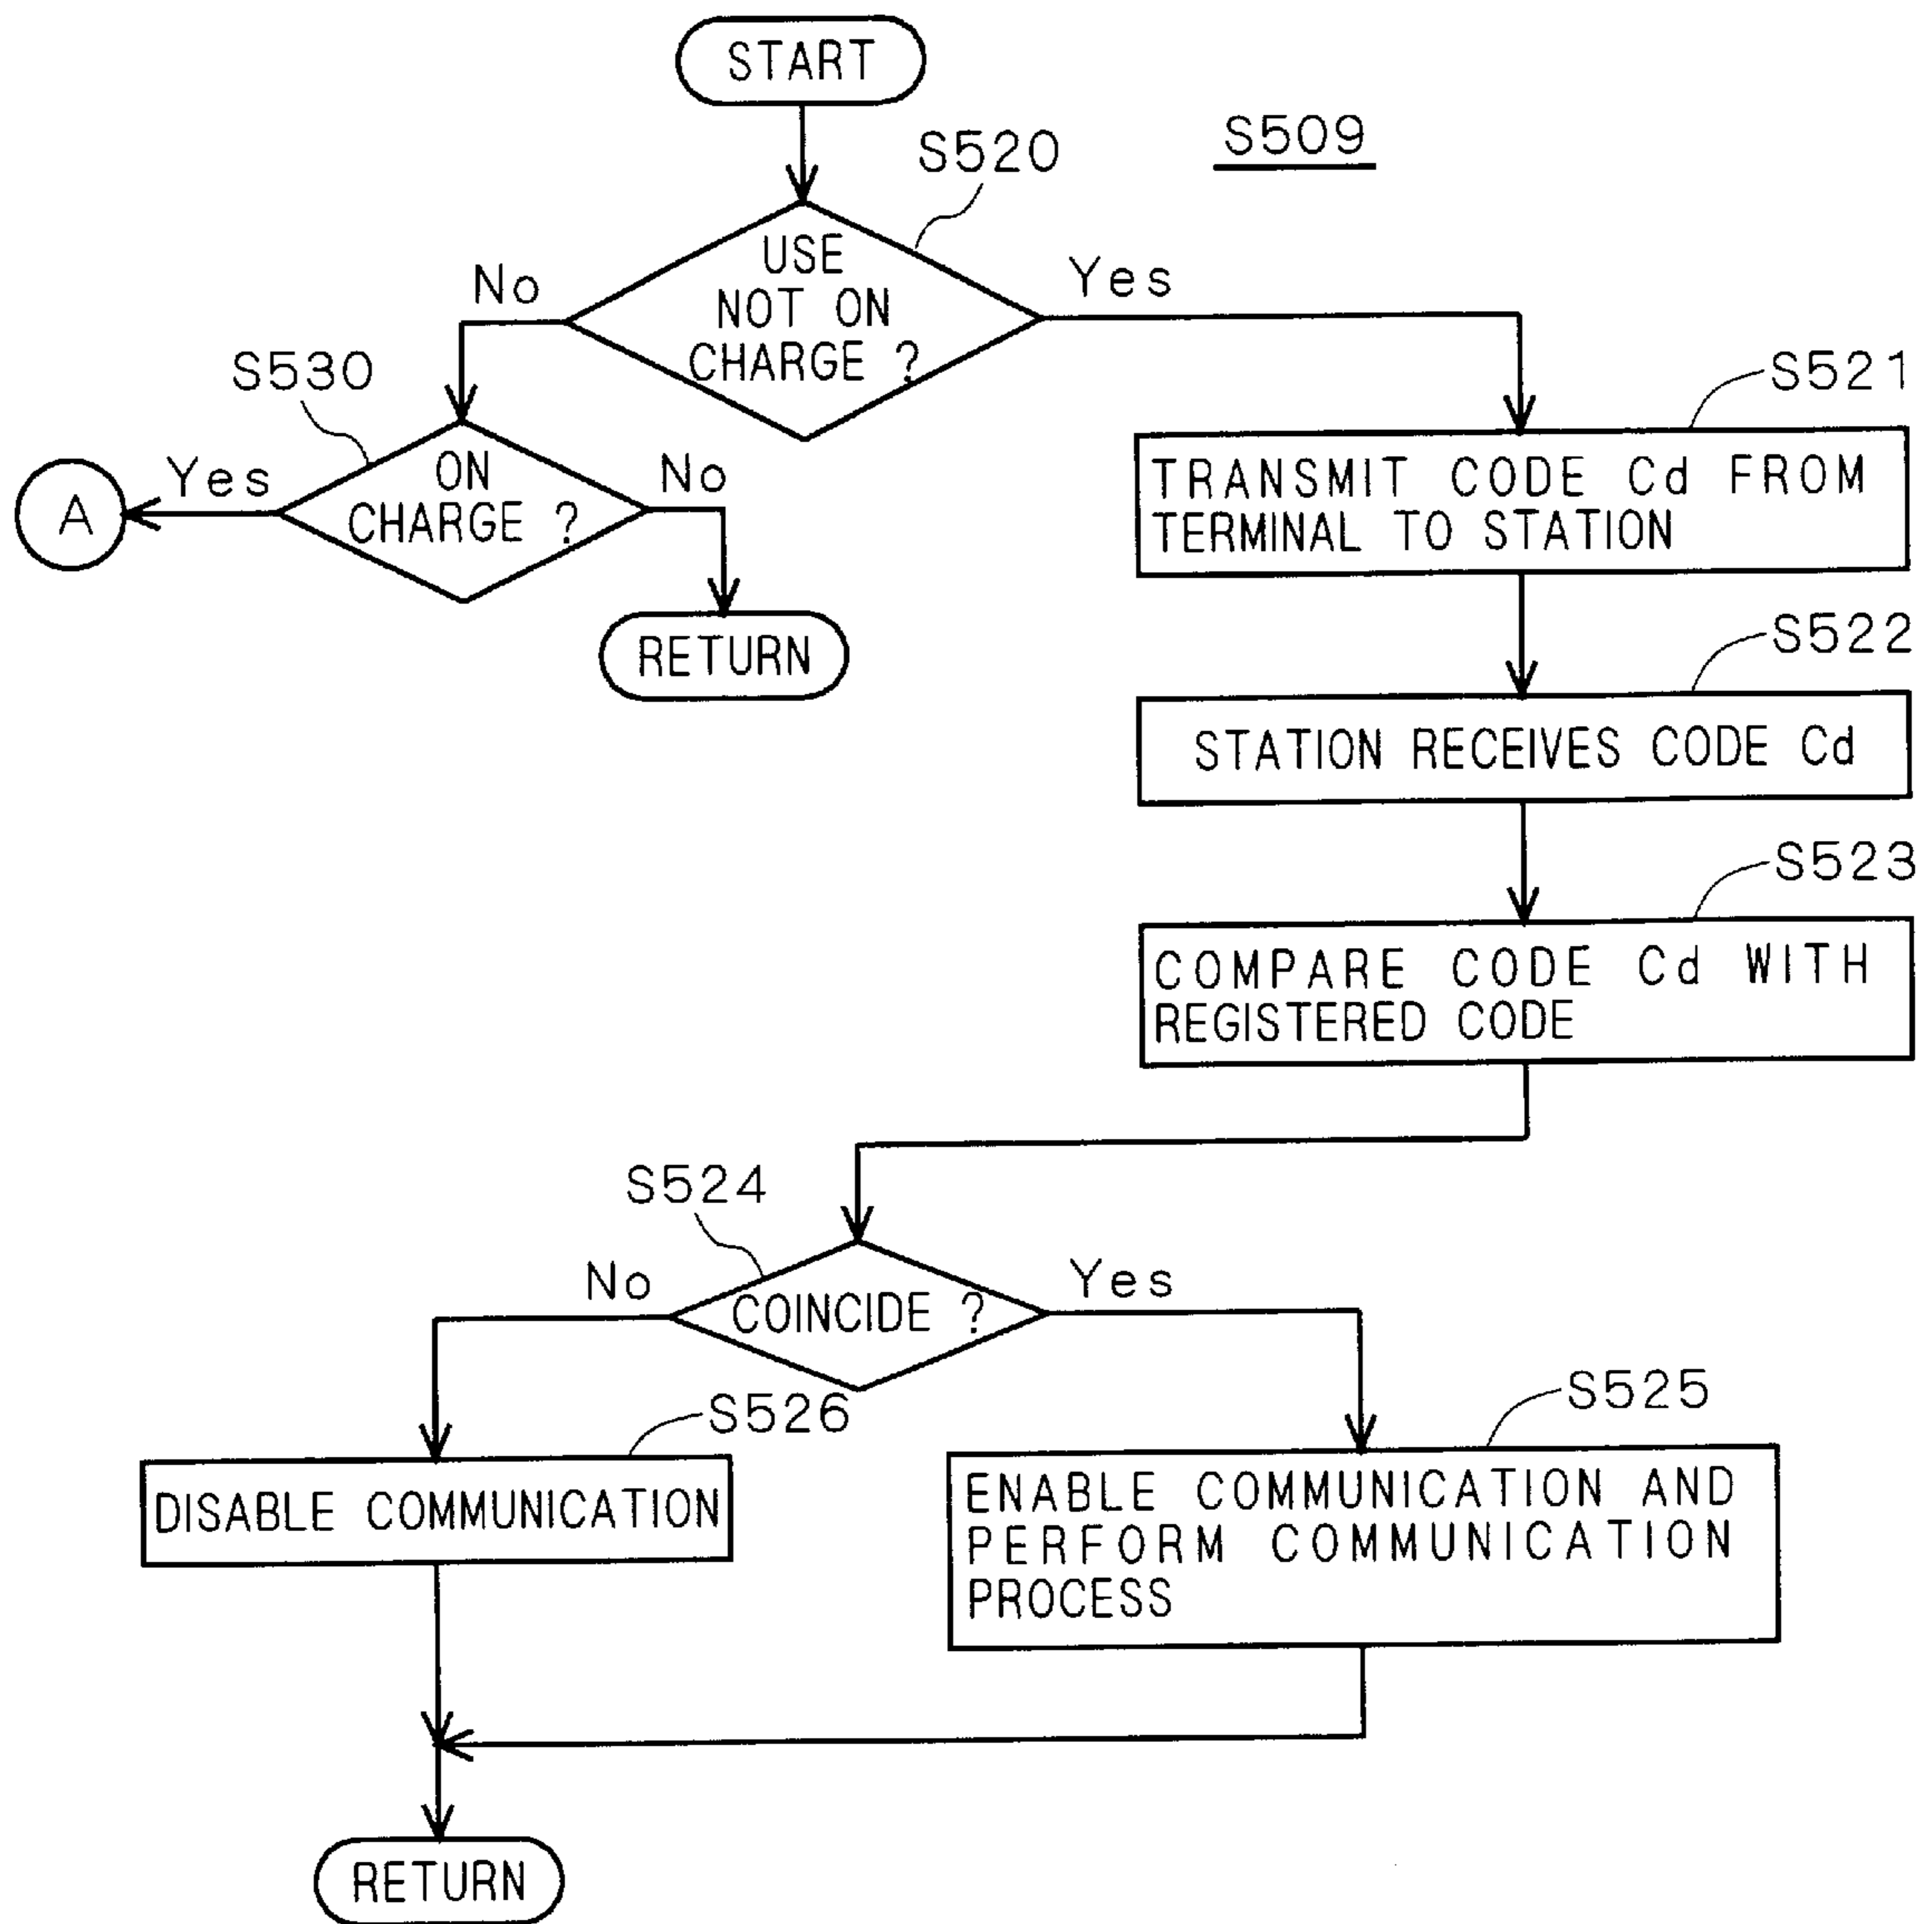 START
S509
S520
USE
NOT ON
CHARGE ?
No
Yes
S530
ON
CHARGE ?
Yes
No
A
RETURN
S521
TRANSMIT CODE Cd FROM
TERMINAL TO STATION
S522
STATION RECEIVES CODE Cd
S523
COMPARE CODE Cd WITH
REGISTERED CODE
S524
No
COINCIDE ?
Yes
S526
DISABLE COMMUNICATION
S525
ENABLE COMMUNICATION AND
PERFORM COMMUNICATION
PROCESS
RETURN